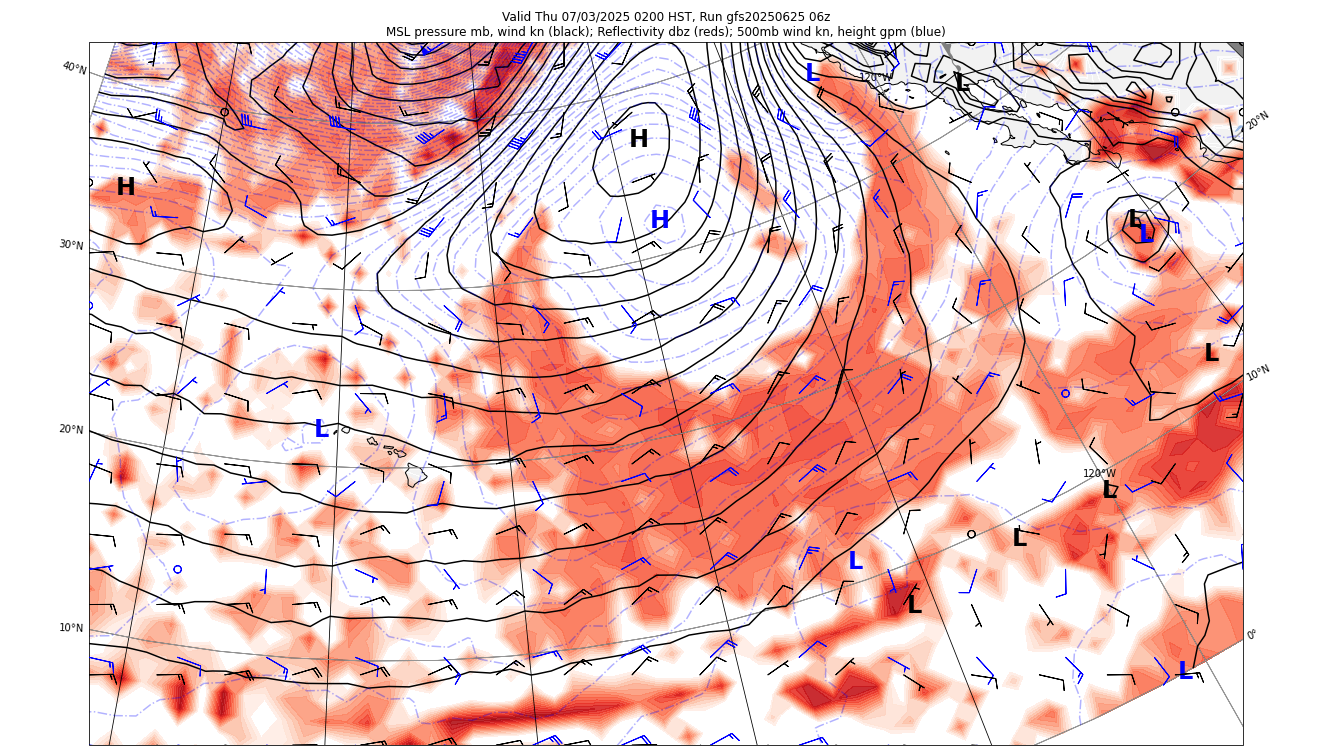 Valid Thu 07/03/2025 0200 HST, Run gfs20250625 06z
MSL pressure mb, wind kn (black); Reflectivity dbz (reds); 500mb wind kn, height gpm (blue)
40°N
L
120°W
L
20°N
H
H
L
L
H
30°N
L
10°N
L
20°N
120°W
L
L
L
L
10°N
0°
L